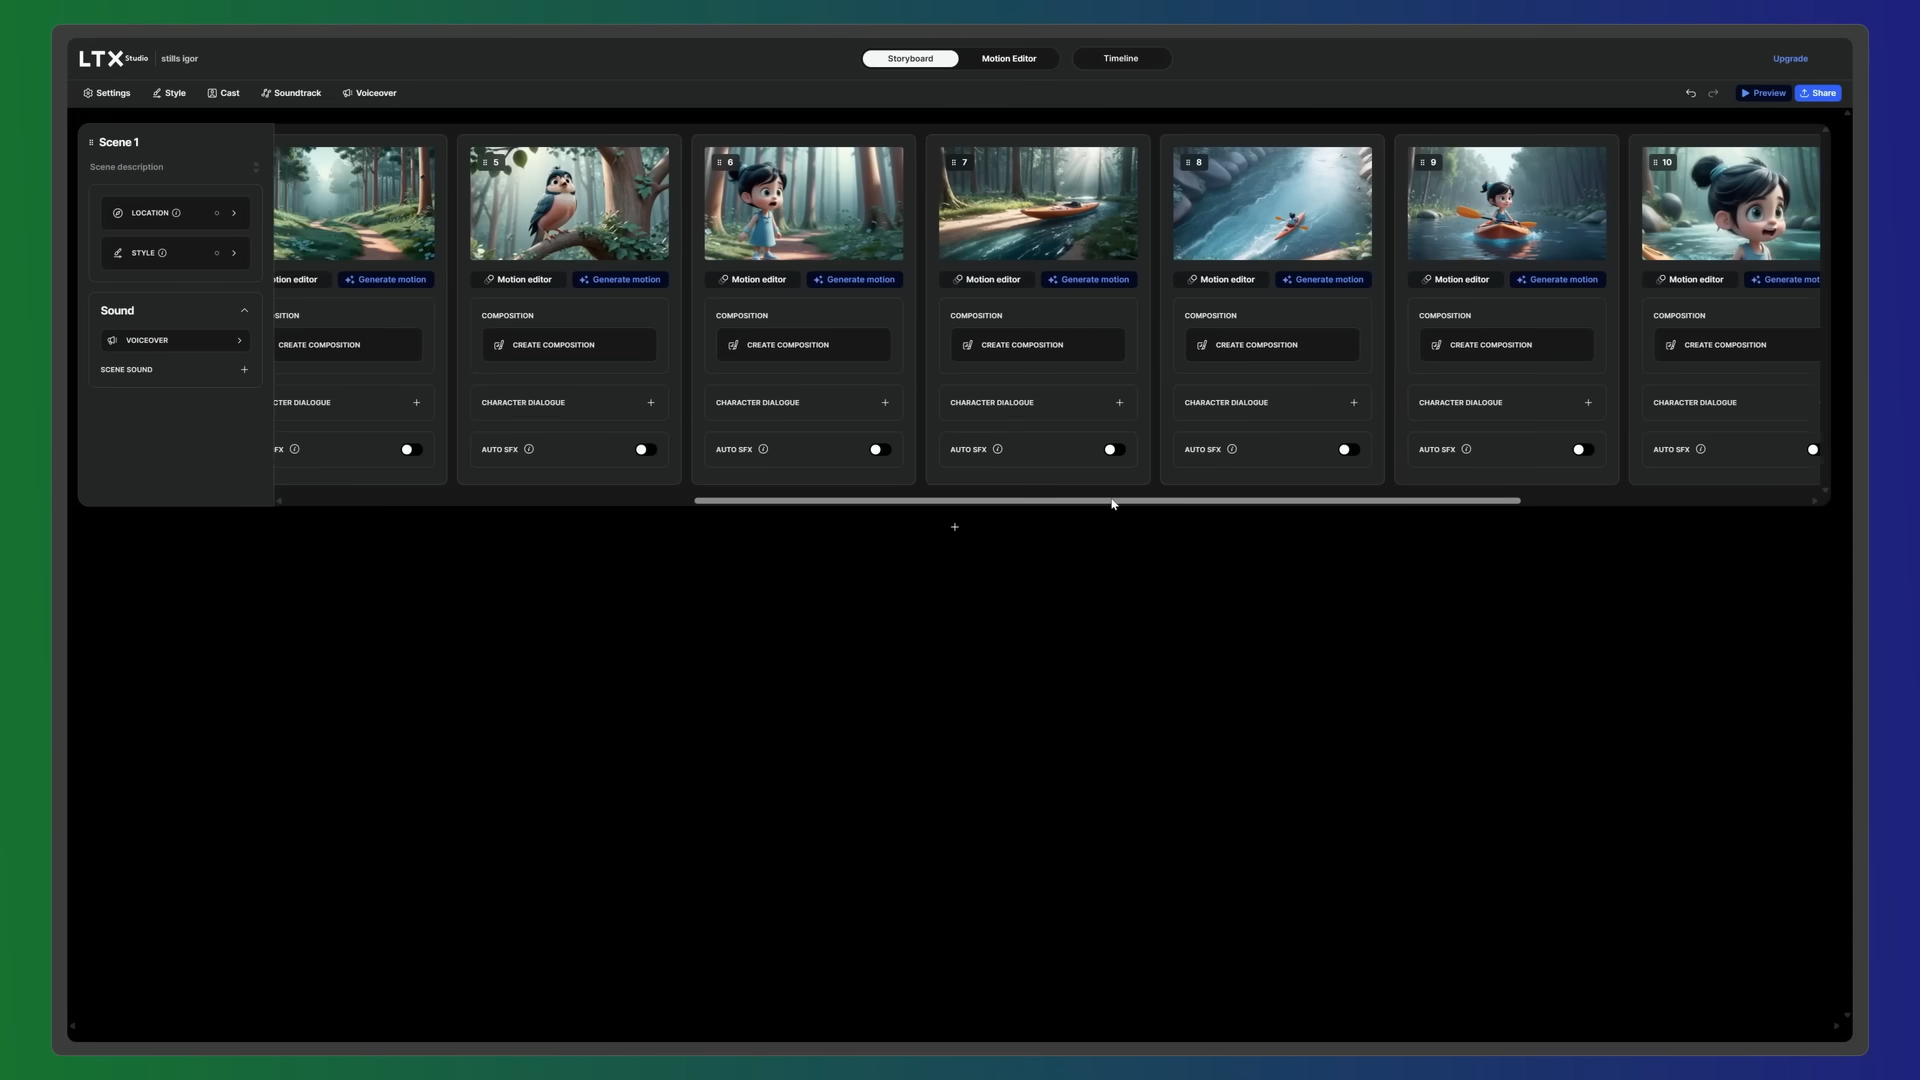 LTX Studio stills igor
Storyboard Motion Editor Timeline
Upgrade
Settings Style Cast Soundtrack Voiceover
Preview Share
Scene 1
Scene description
LOCATION
STYLE
Sound
VOICEOVER
SCENE SOUND
5 6 7 8 9 10
otion editor Generate motion Motion editor Generate motion Motion editor Generate motion Motion editor Generate motion Motion editor Generate motion Motion editor Generate motion Motion editor Generate mot
SITION COMPOSITION COMPOSITION COMPOSITION COMPOSITION COMPOSITION COMPOSITION
CREATE COMPOSITION CREATE COMPOSITION CREATE COMPOSITION CREATE COMPOSITION CREATE COMPOSITION CREATE COMPOSITION CREATE COMPOSITION
CTER DIALOGUE CHARACTER DIALOGUE CHARACTER DIALOGUE CHARACTER DIALOGUE CHARACTER DIALOGUE CHARACTER DIALOGUE CHARACTER DIALOGUE
FX AUTO SFX AUTO SFX AUTO SFX AUTO SFX AUTO SFX AUTO SFX